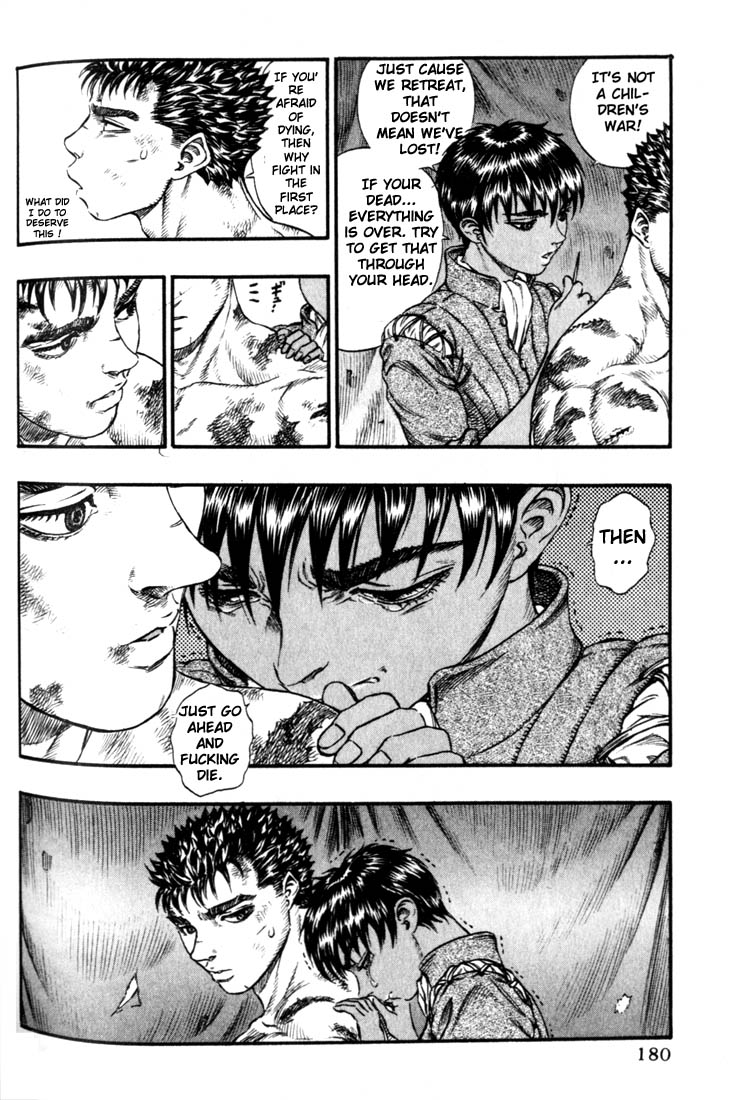 IT'S NOT
A CHIL-
DREN'S
WAR!
JUST CAUSE
WE RETREAT,
THAT
DOESN'T
MEAN WE'VE
LOST!
IF YOUR
DEAD...
EVERYTHING
IS OVER. TRY
TO GET THAT
THROUGH
YOUR HEAD.
IF YOU'
RE
AFRAID
OF
DYING,
THEN
WHY
FIGHT IN
THE
FIRST
PLACE?
WHAT DID
I DO TO
DESERVE
THIS !
ギュ
THEN
...
JUST GO
AHEAD
AND
FUCKING
DIE.
180